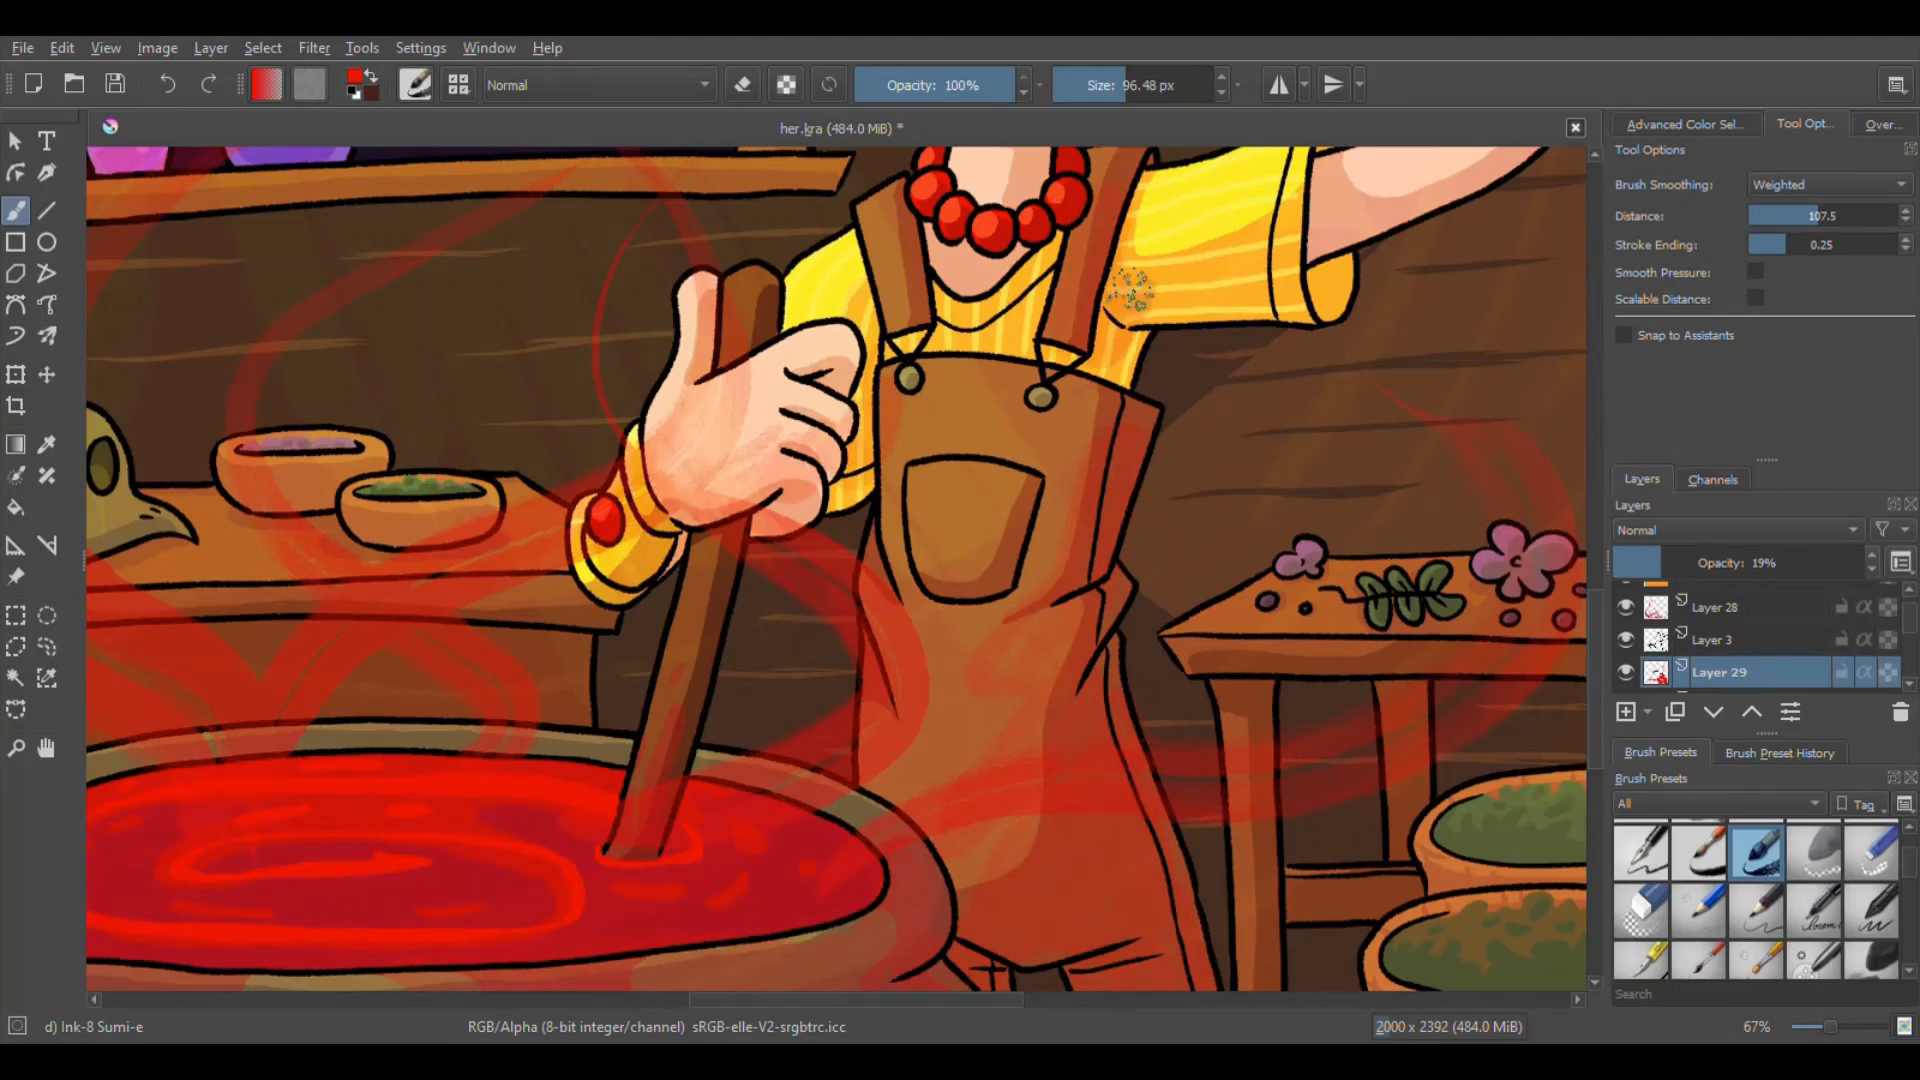 File Edit View Image Layer Select Filter Tools Settings Window Help
Normal
Opacity: 100%
Size: 96.48 px
her.kra (484.0 MiB) *
Advanced Color Sel...
Tool Opt...
Over...
Tool Options
Brush Smoothing: Weighted
Distance: 107.5
Stroke Ending: 0.25
Smooth Pressure:
Scalable Distance:
Snap to Assistants
Layers Channels
Layers
Normal
Opacity: 19%
Layer 28
Layer 3
Layer 29
Brush Presets Brush Preset History
Brush Presets
All
Tag
Search
d) Ink-8 Sumi-e
RGB/Alpha (8-bit integer/channel) sRGB-elle-V2-srgbtrc.icc
2000 x 2392 (484.0 MiB)
67%